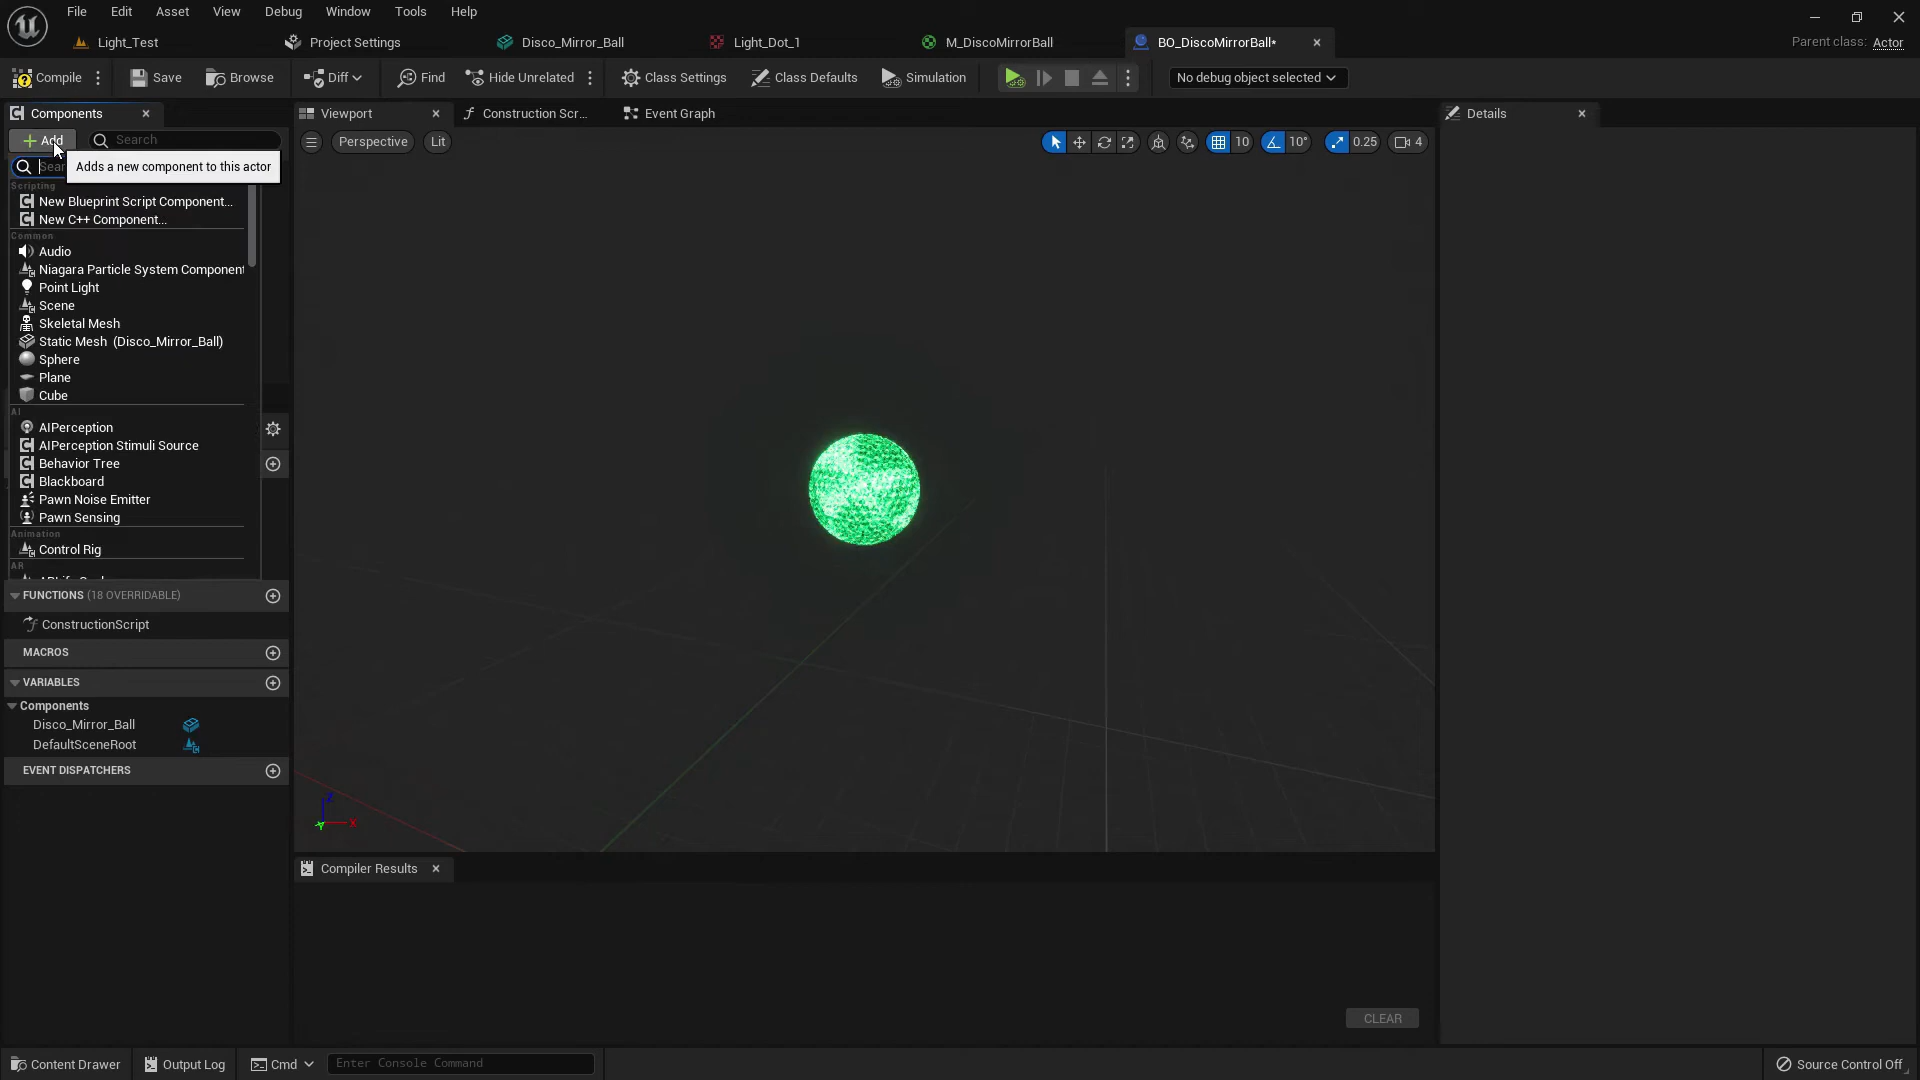 File Edit Asset View Debug Window Tools Help
Light_Test Project Settings Disco_Mirror_Ball Light_Dot_1 M_DiscoMirrorBall BO_DiscoMirrorBall* Parent class: Actor
Compile Save Browse Diff Find Hide Unrelated Class Settings Class Defaults Simulation No debug object selected
Components Viewport Construction Scr... Event Graph Details
Add Search Perspective Lit 10 10° 0.25 4
Adds a new component to this actor
Scripting
New Blueprint Script Component...
New C++ Component...
Common
Audio
Niagara Particle System Component
Point Light
Scene
Skeletal Mesh
Static Mesh (Disco_Mirror_Ball)
Sphere
Plane
Cube
AI
AIPerception
AIPerception Stimuli Source
Behavior Tree
Blackboard
Pawn Noise Emitter
Pawn Sensing
Animation
Control Rig
AR
FUNCTIONS (18 OVERRIDABLE)
ConstructionScript
MACROS
VARIABLES
Components
Disco_Mirror_Ball
DefaultSceneRoot
EVENT DISPATCHERS
Z
X
Y
Compiler Results
CLEAR
Content Drawer Output Log Cmd Enter Console Command Source Control Off